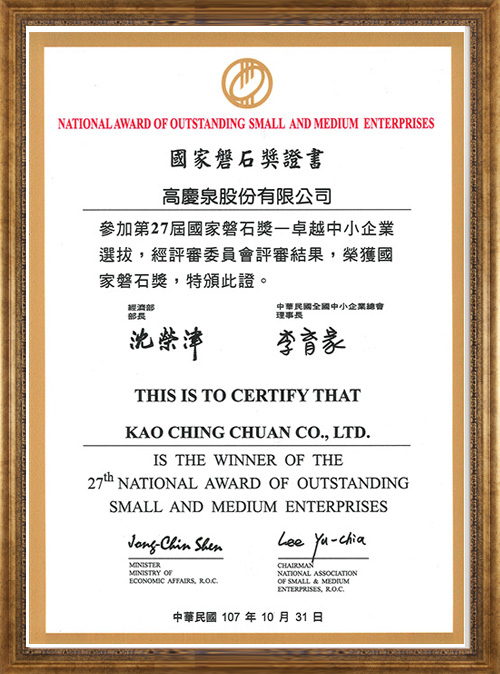 NATIONAL AWARD OF OUTSTANDING SMALL AND MEDIUM ENTERPRISES
國家磐石獎證書
高慶泉股份有限公司
參加第27屆國家磐石獎一卓越中小企業
選拔，經評審委員會評審結果，榮獲國
家磐石獎，特頒此證。
經濟部
部長
沈榮津
中華民國全國中小企業總會
理事長
李育家
THIS IS TO CERTIFY THAT
KAO CHING CHUAN CO., LTD.
IS THE WINNER OF THE
27th NATIONAL AWARD OF OUTSTANDING
SMALL AND MEDIUM ENTERPRISES
Jong-Chin Shen
MINISTER
MINISTRY OF
ECONOMIC AFFAIRS, R.O.C.
Lee Yu-chia
CHAIRMAN
NATIONAL ASSOCIATION
OF SMALL & MEDIUM
ENTERPRISES, R.O.C.
中華民國 107 年 10 月 31 日